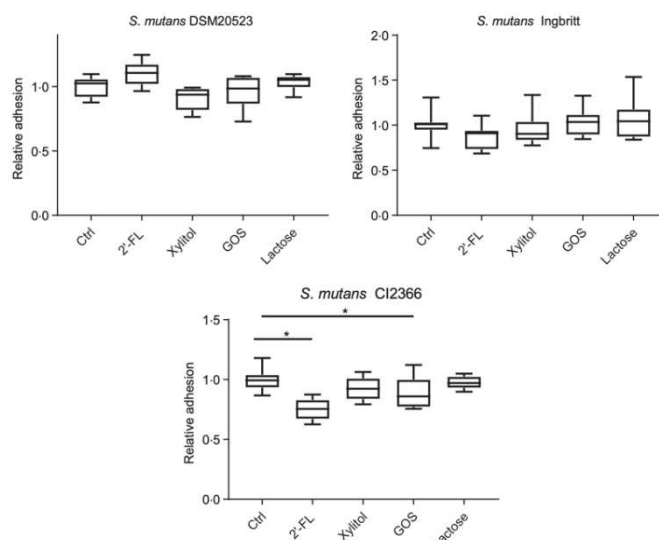 S. mutans DSM20523
Relative adhesion
1·0
0·5
0·0
Ctrl
2'-FL
Xylitol
GOS
Lactose
S. mutans Ingbritt
Relative adhesion
2·0
1·5
1·0
0·5
0·0
Ctrl
2'-FL
Xylitol
GOS
Lactose
S. mutans CI2366
Relative adhesion
1·5
1·0
0·5
0·0
*
*
Ctrl
2'-FL
Xylitol
GOS
Lactose